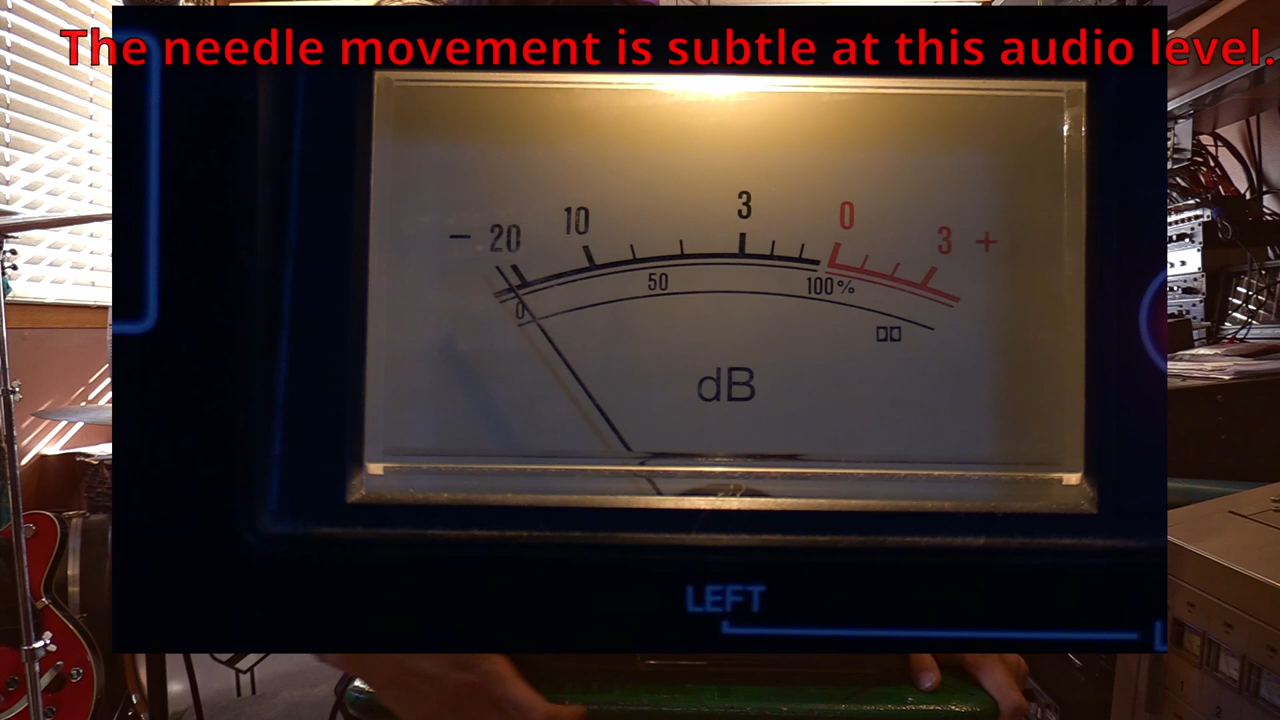 The needle movement is subtle at this audio level.
- 20 10 3 0 3 +
0 50 100%
dB
LEFT